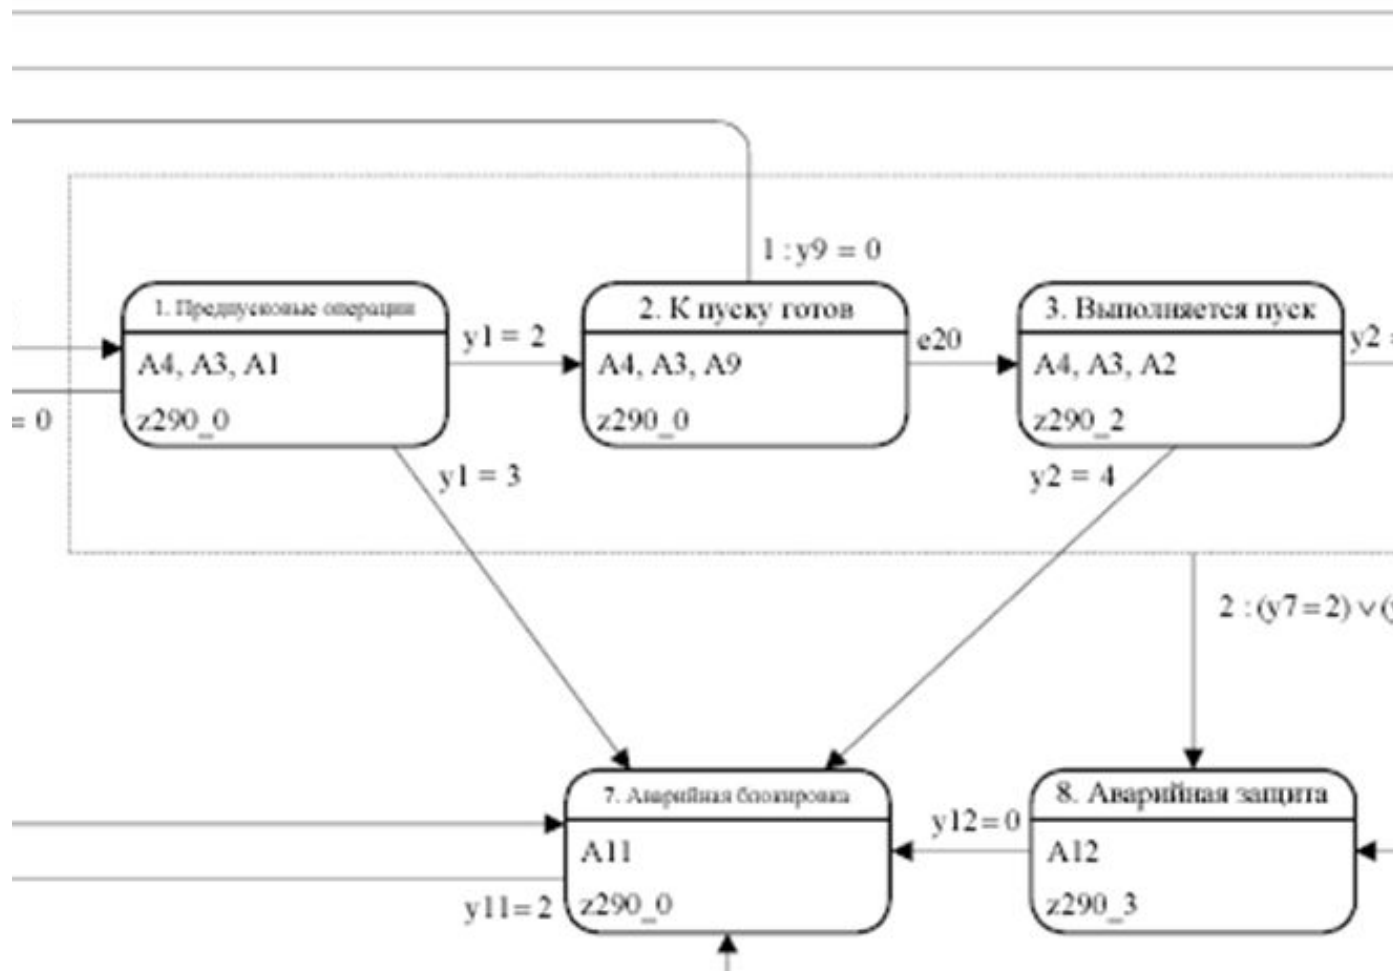 1 : y9 = 0
1. Предпусковые операции
2. К пуску готов
3. Выполняется пуск
y1 = 2
e20
y2 =
A4, A3, A1
A4, A3, A9
A4, A3, A2
= 0
z290_0
z290_0
z290_2
y1 = 3
y2 = 4
2 : (y7=2) ∨ (y
7. Аварийная блокировка
8. Аварийная защита
y12=0
A11
A12
y11=2
z290_0
z290_3